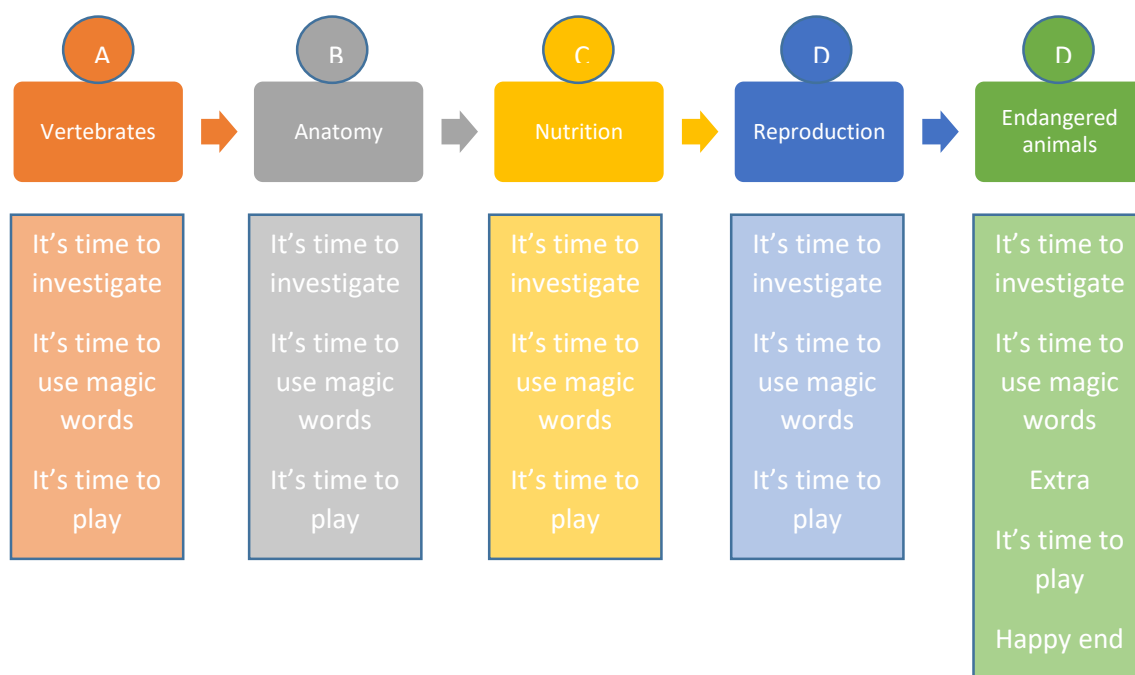 A
B
C
D
D
Vertebrates
Anatomy
Nutrition
Reproduction
Endangered
animals
It's time to
investigate
It's time to
use magic
words
It's time to
play
It's time to
investigate
It's time to
use magic
words
It's time to
play
It's time to
investigate
It's time to
use magic
words
It's time to
play
It's time to
investigate
It's time to
use magic
words
It's time to
play
It's time to
investigate
It's time to
use magic
words
Extra
It's time to
play
Happy end